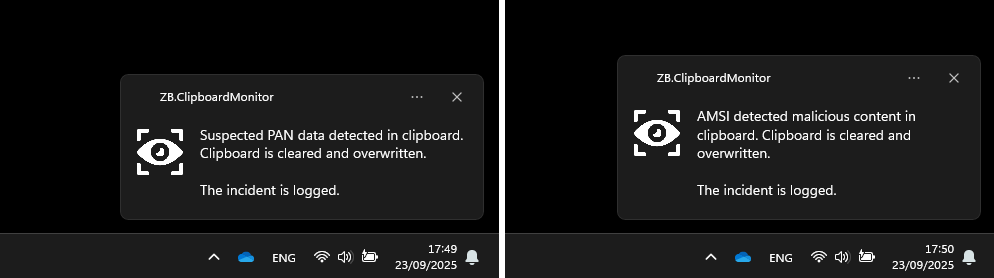 ZB.ClipboardMonitor
Suspected PAN data detected in clipboard.
Clipboard is cleared and overwritten.
The incident is logged.
ENG
17:49
23/09/2025
ZB.ClipboardMonitor
AMSI detected malicious content in
clipboard. Clipboard is cleared and
overwritten.
The incident is logged.
ENG
17:50
23/09/2025